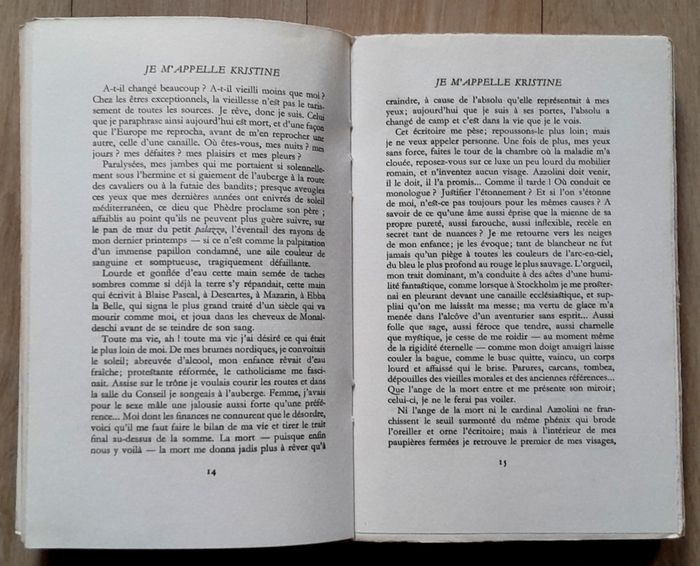 JE M'APPELLE KRISTINE
A-t-il changé beaucoup ? A-t-il vieilli moins que moi ?
Chez les êtres exceptionnels, la vieillesse n'est pas le taris-
sement de toutes les sources. Je rêve, donc je suis. Celui
que je paraphrase ainsi aujourd'hui est mort, et d'une façon
que l'Europe me reprocha, avant de m'en reprocher une
autre, celle d'une canaille. Où êtes-vous, mes nuits ? mes
jours ? mes défaites ? mes plaisirs et mes pleurs ?
Paralysées, mes jambes qui me portaient si solennelle-
ment sous l'hermine et si gaiement de l'auberge à la route
des cavaliers ou à la futaie des bandits ; presque aveugles
ces yeux que mes dernières années ont enivrés de soleil
méditerranéen, ce dieu que Phèdre proclame son père ;
affaiblis au point qu'ils ne peuvent plus guère suivre, sur
le pan de mur du petit palazzo, l'éventail des rayons de
mon dernier printemps — si ce n'est comme la palpitation
d'un immense papillon condamné, une aile couleur de
sanguine et somptueuse, tragiquement défaillante.
Lourde et gonflée d'eau cette main semée de taches
sombres comme si déjà la terre s'y répandait, cette main
qui écrivit à Blaise Pascal, à Descartes, à Mazarin, à Ebba
la Belle, qui signa le plus grand traité d'un siècle qui va
mourir comme moi, et joua dans les cheveux de Monal-
deschi avant de se teindre de son sang.
Toute ma vie, ah ! toute ma vie j'ai désiré ce qui était
le plus loin de moi. De mes brumes nordiques, je convoitais
le soleil ; abreuvée d'alcool, mon enfance rêvait d'eau
fraîche ; protestante réformée, le catholicisme me fasci-
nait. Assise sur le trône je voulais courir les routes et dans
la salle du Conseil je songeais à l'auberge. Femme, j'avais
pour le sexe mâle une jalousie aussi forte qu'une préfé-
rence... Moi dont les finances ne connurent que le désordre,
voici qu'il me faut faire le bilan de ma vie et tirer le trait
final au-dessus de la somme. La mort — puisque enfin
nous y voilà — la mort me donna jadis plus à rêver qu'à
14
JE M'APPELLE KRISTINE
craindre, à cause de l'absolu qu'elle représentait à mes
yeux ; aujourd'hui que je suis à ses portes, l'absolu a
changé de camp et c'est dans la vie que je le vois.
Cet écritoire me pèse ; repoussons-le plus loin ; mais
je ne veux appeler personne. Une fois de plus, mes yeux
sans force, faites le tour de la chambre où la maladie m'a
clouée, reposez-vous sur ce luxe un peu lourd du mobilier
romain, et n'inventez aucun visage. Azzolini doit venir,
il le doit, il l'a promis... Comme il tarde ! Où conduit ce
monologue ? Justifier l'étonnement ? Et si l'on s'étonne
de moi, n'est-ce pas toujours pour les mêmes causes ? A
savoir de ce qu'une âme aussi éprise que la mienne de sa
propre pureté, aussi farouche, aussi inflexible, recèle en
secret tant de nuances ? Je me retourne vers les neiges
de mon enfance ; je les évoque ; tant de blancheur ne fut
jamais qu'un piège à toutes les couleurs de l'arc-en-ciel,
du bleu le plus profond au rouge le plus sauvage. L'orgueil,
mon trait dominant, m'a conduite à des actes d'une humi-
lité fantastique, comme lorsque à Stockholm je me proster-
nai en pleurant devant une canaille ecclésiastique, et sup-
pliai qu'on me laissât ma messe ; ma vertu de glace m'a
menée dans l'alcôve d'un aventurier sans esprit... Aussi
folle que sage, aussi féroce que tendre, aussi charnelle
que mystique, je cesse de me roidir — au moment même
de la rigidité éternelle — comme mon doigt amaigri laisse
couler la bague, comme le busc quitte, vaincu, un corps
lourd et affaissé qui le brise. Parures, carcans, tombez,
dépouilles des vieilles morales et des anciennes références...
Que l'ange de la mort entre et me présente son miroir ;
celui-ci, je ne le ferai pas voiler.
Ni l'ange de la mort ni le cardinal Azzolini ne fran-
chissent le seuil surmonté du même phénix qui brode
l'oreiller et orne l'écritoire ; mais à l'intérieur de mes
paupières fermées je retrouve le premier de mes visages,
15